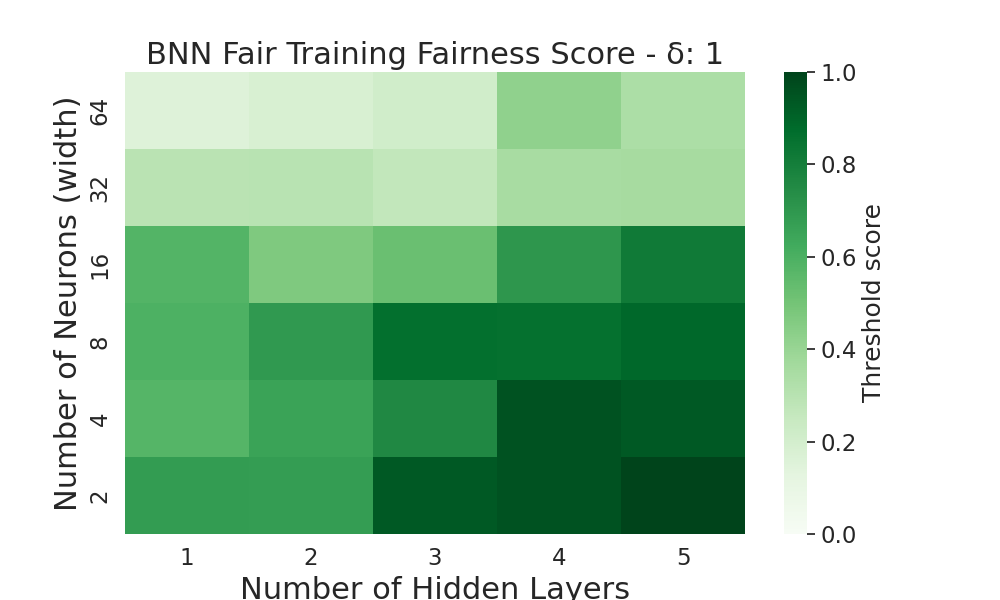 BNN Fair Training Fairness Score - δ: 1
Number of Neurons (width)
64
32
16
8
4
2
1 2 3 4 5
Number of Hidden Layers
1.0
0.8
0.6
0.4
0.2
0.0
Threshold score